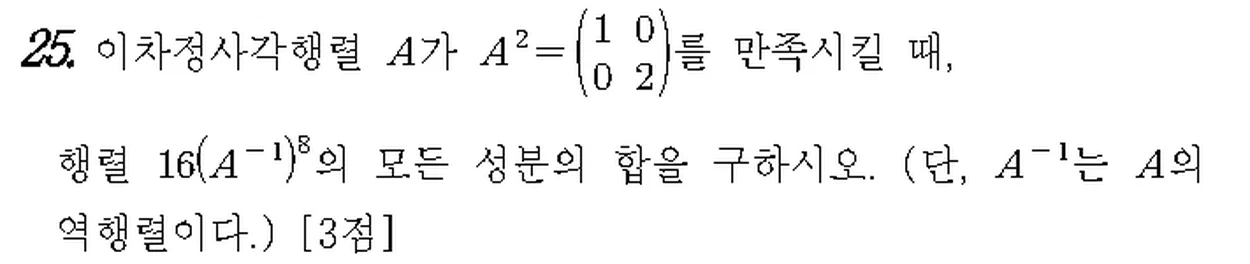 25. 이차정사각행렬 A가 A²=(1 0 0 2)를 만족시킬 때,
행렬 16(A⁻¹)⁸의 모든 성분의 합을 구하시오. (단, A⁻¹는 A의
역행렬이다.) [3점]